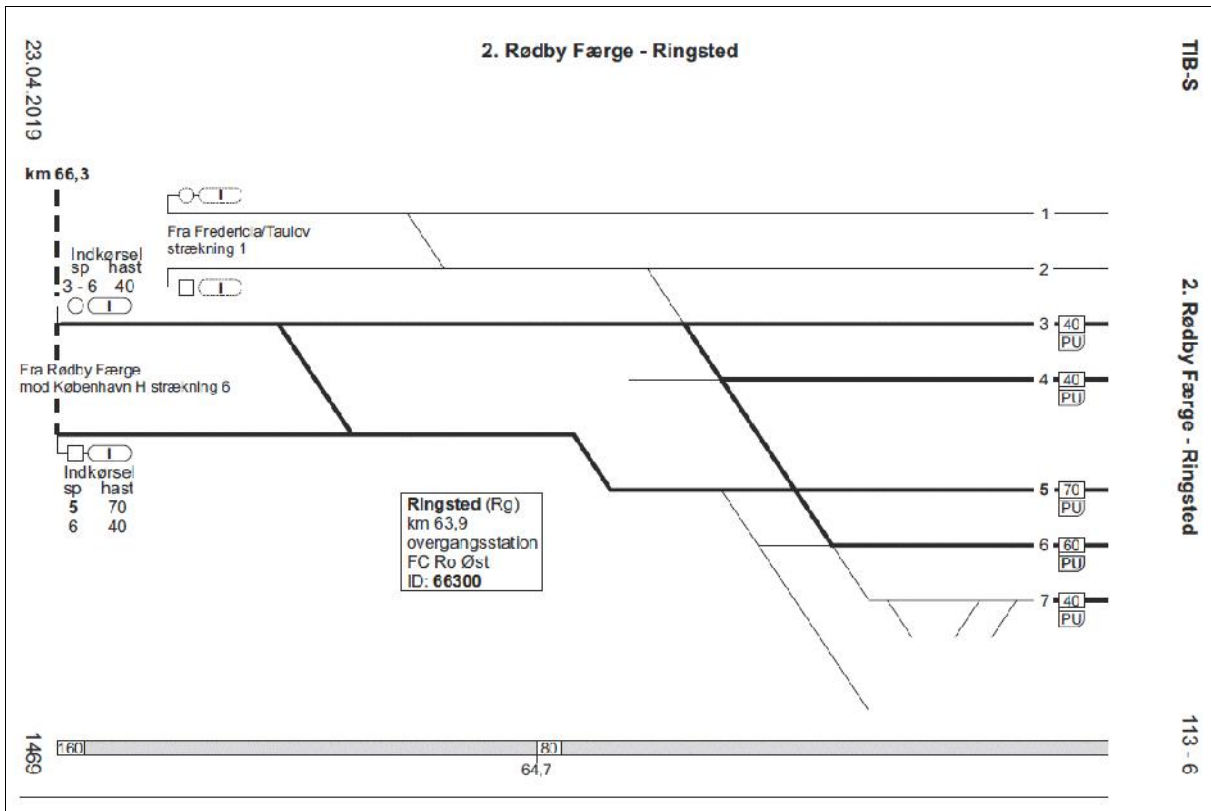 23.04.2019
2. Rødby Færge - Ringsted
TIB-S
km 66,3
I
Fra Fredericia/Taulov
strækning 1
I
Indkørsel
sp hast
3 - 6 40
I
Fra Rødby Færge
mod København H strækning 6
I
Indkørsel
sp hast
5 70
6 40
Ringsted (Rg)
km 63,9
overgangsstation
FC Ro Øst
ID: 66300
1
2
3 40
PU
4 40
PU
5 70
PU
6 60
PU
7 40
PU
2. Rødby Færge - Ringsted
1469
160
80
64,7
113 - 6